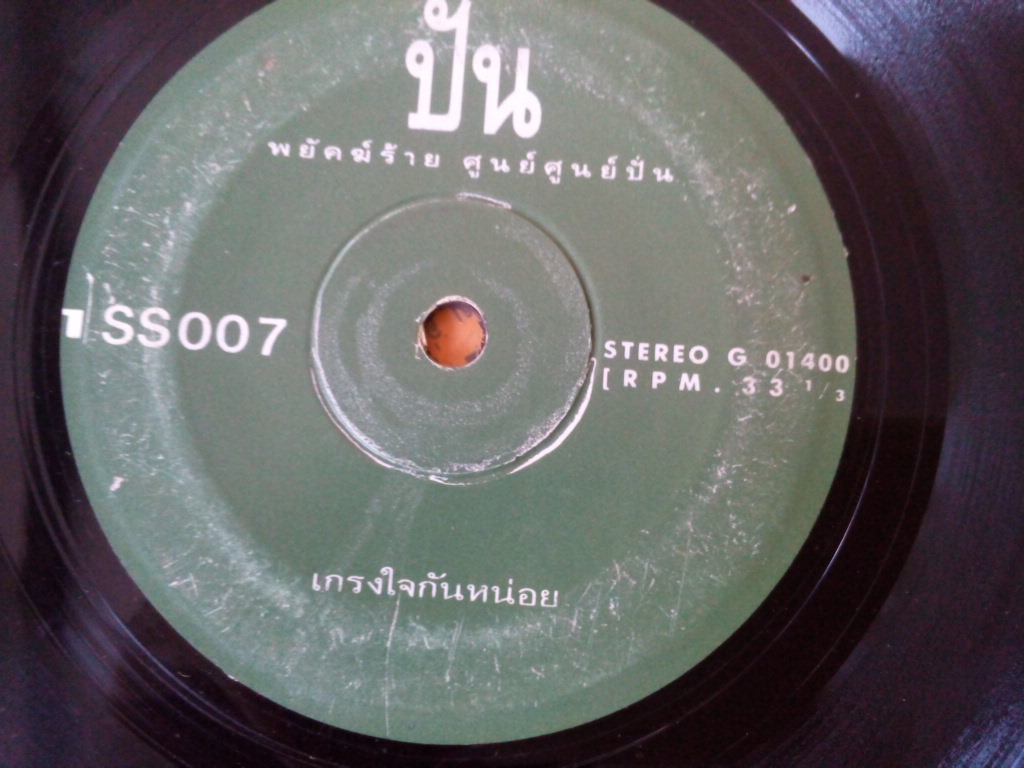 ปั่น
พยัคฆ์ร้าย ศูนย์ศูนย์ปั่น
1 SS007
STEREO G 01400
[RPM. 33 1/3
เกรงใจกันหน่อย